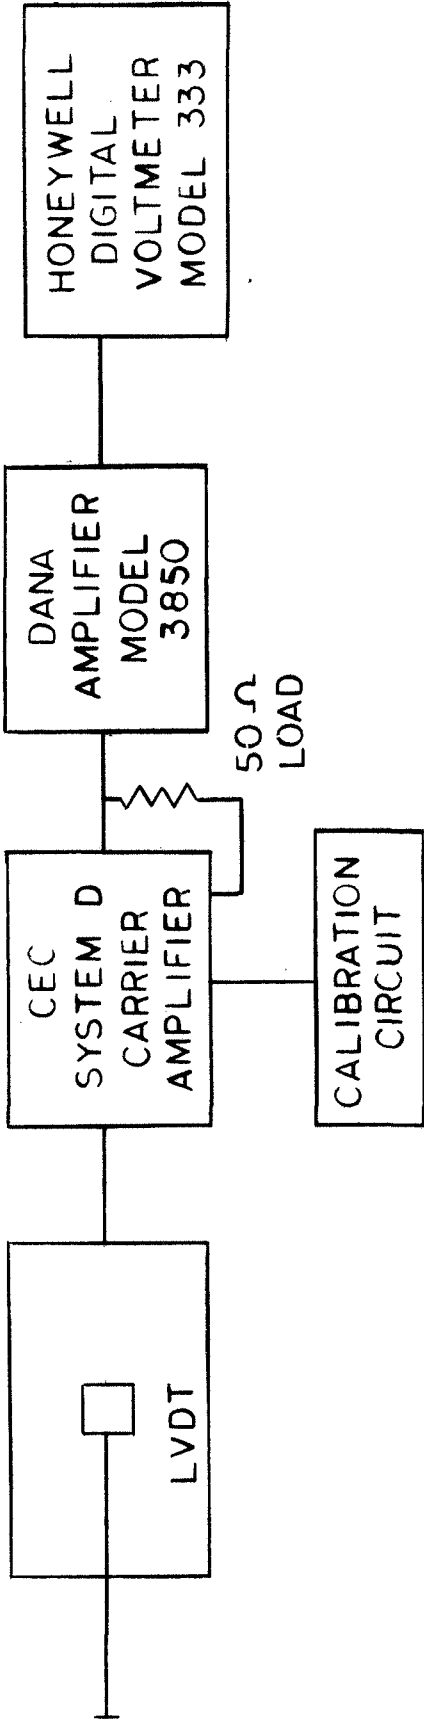 LVDT
CEC
SYSTEM D
CARRIER
AMPLIFIER
CALIBRATION
CIRCUIT
50 Ω
LOAD
DANA
AMPLIFIER
MODEL
3850
HONEYWELL
DIGITAL
VOLTMETER
MODEL 333